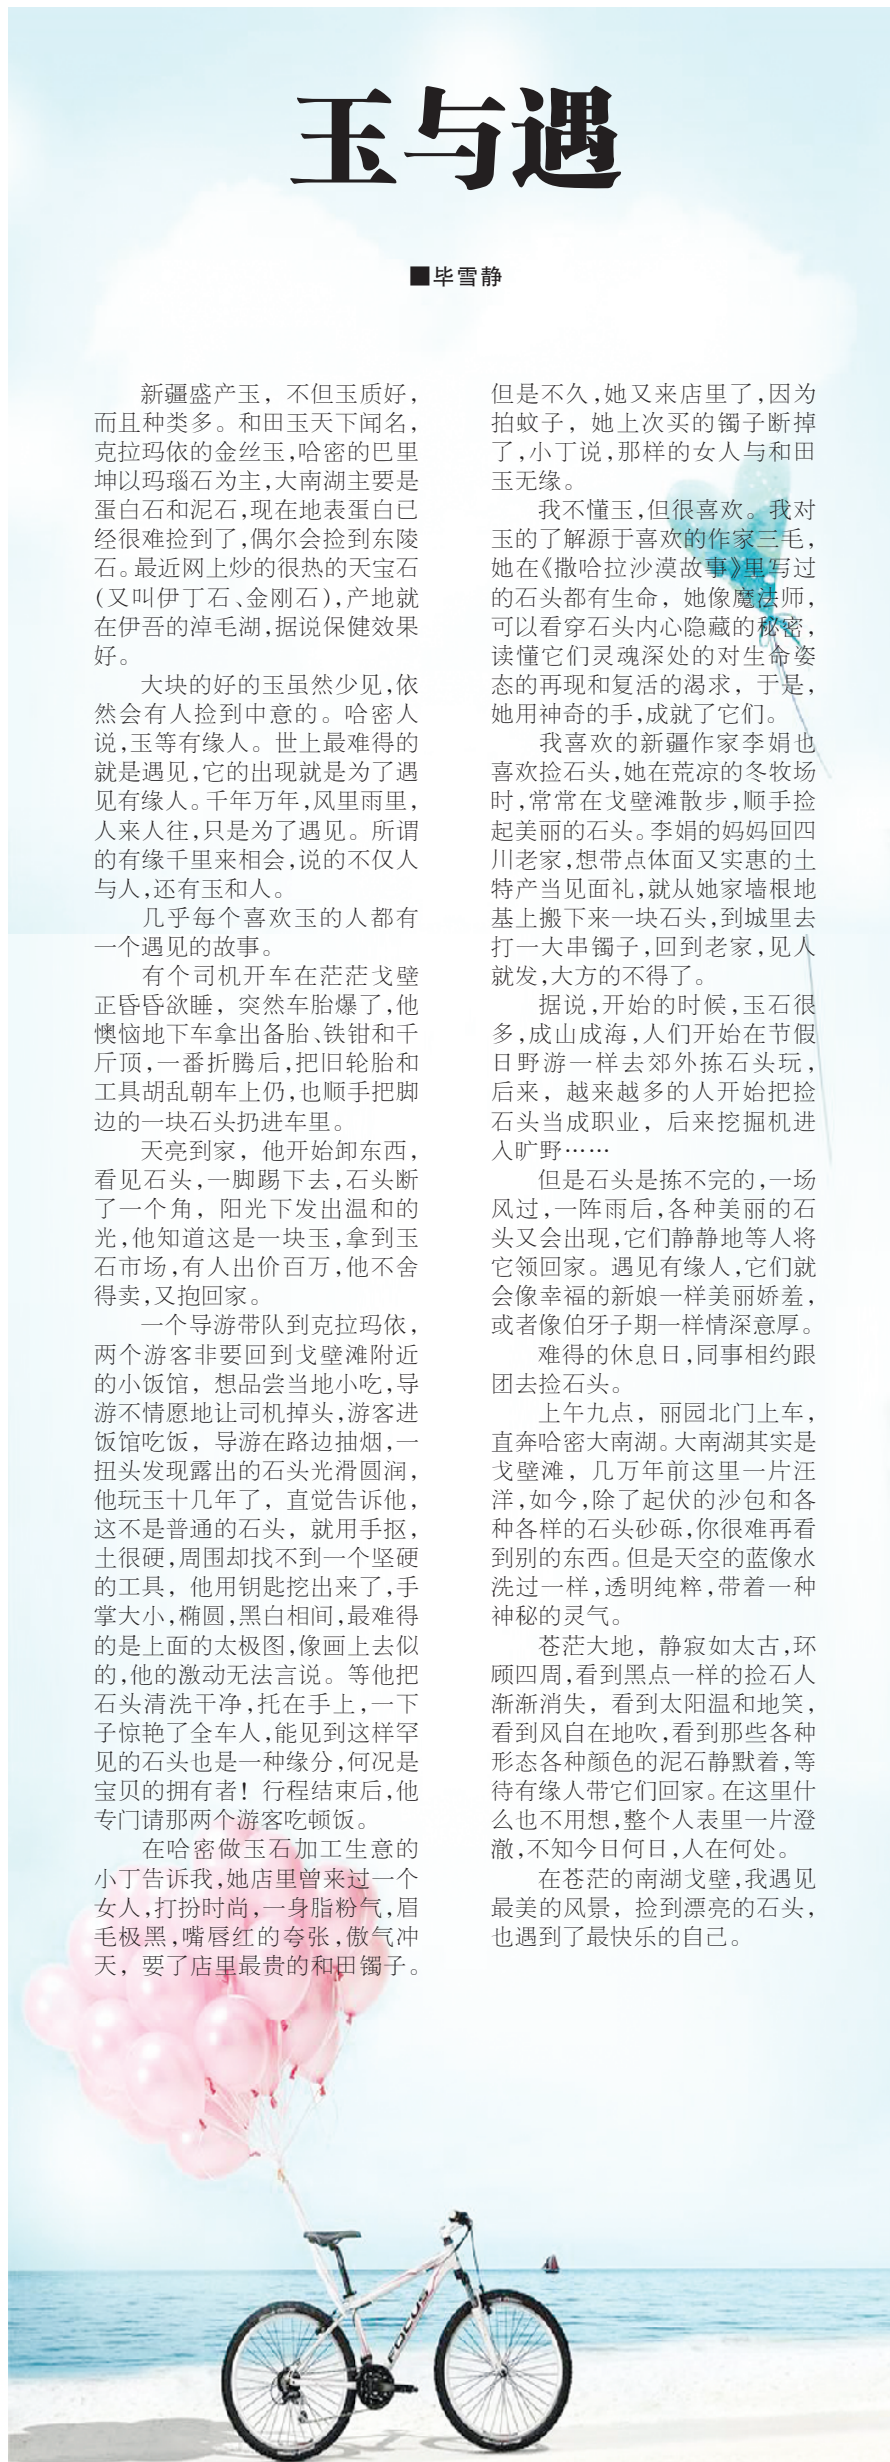 玉与遇
■毕雪静
新疆盛产玉，不但玉质好，
而且种类多。和田玉天下闻名，
克拉玛依的金丝玉，哈密的巴里
坤以玛瑙石为主，大南湖主要是
蛋白石和泥石，现在地表蛋白已
经很难捡到了，偶尔会捡到东陵
石。最近网上炒的很热的天宝石
（又叫伊丁石、金刚石），产地就
在伊吾的淖毛湖，据说保健效果
好。
大块的好的玉虽然少见，依
然会有人捡到中意的。哈密人
说，玉等有缘人。世上最难得的
就是遇见，它的出现就是为了遇
见有缘人。千年万年，风里雨里，
人来人往，只是为了遇见。所谓
的有缘千里来相会，说的不仅人
与人，还有玉和人。
几乎每个喜欢玉的人都有
一个遇见的故事。
有个司机开车在茫茫戈壁
正昏昏欲睡，突然车胎爆了，他
懊恼地下车拿出备胎、铁钳和千
斤顶，一番折腾后，把旧轮胎和
工具胡乱朝车上仍，也顺手把脚
边的一块石头扔进车里。
天亮到家，他开始卸东西，
看见石头，一脚踢下去，石头断
了一个角，阳光下发出温和的
光，他知道这是一块玉，拿到玉
石市场，有人出价百万，他不舍
得卖，又抱回家。
一个导游带队到克拉玛依，
两个游客非要回到戈壁滩附近
的小饭馆，想品尝当地小吃，导
游不情愿地让司机掉头，游客进
饭馆吃饭，导游在路边抽烟，一
扭头发现露出的石头光滑圆润，
他玩玉十几年了，直觉告诉他，
这不是普通的石头，就用手抠，
土很硬，周围却找不到一个坚硬
的工具，他用钥匙挖出来了，手
掌大小，椭圆，黑白相间，最难得
的是上面的太极图，像画上去似
的，他的激动无法言说。等他把
石头清洗干净，托在手上，一下
子惊艳了全车人，能见到这样罕
见的石头也是一种缘分，何况是
宝贝的拥有者！行程结束后，他
专门请那两个游客吃顿饭。
在哈密做玉石加工生意的
小丁告诉我，她店里曾来过一个
女人，打扮时尚，一身脂粉气，眉
毛极黑，嘴唇红的夸张，傲气冲
天，要了店里最贵的和田镯子。
但是不久，她又来店里了，因为
拍蚊子，她上次买的镯子断掉
了，小丁说，那样的女人与和田
玉无缘。
我不懂玉，但很喜欢。我对
玉的了解源于喜欢的作家三毛，
她在《撒哈拉沙漠故事》里写过
的石头都有生命，她像魔法师，
可以看穿石头内心隐藏的秘密，
读懂它们灵魂深处的对生命姿
态的再现和复活的渴求，于是，
她用神奇的手，成就了它们。
我喜欢的新疆作家李娟也
喜欢捡石头，她在荒凉的冬牧场
时，常常在戈壁滩散步，顺手捡
起美丽的石头。李娟的妈妈回四
川老家，想带点体面又实惠的土
特产当见面礼，就从她家墙根地
基上搬下来一块石头，到城里去
打一大串镯子，回到老家，见人
就发，大方的不得了。
据说，开始的时候，玉石很
多，成山成海，人们开始在节假
日野游一样去郊外拣石头玩，
后来，越来越多的人开始把捡
石头当成职业，后来挖掘机进
入旷野……
但是石头是拣不完的，一场
风过，一阵雨后，各种美丽的石
头又会出现，它们静静地等人将
它领回家。遇见有缘人，它们就
会像幸福的新娘一样美丽娇羞，
或者像伯牙子期一样情深意厚。
难得的休息日，同事相约跟
团去捡石头。
上午九点，丽园北门上车，
直奔哈密大南湖。大南湖其实是
戈壁滩，几万年前这里一片汪
洋，如今，除了起伏的沙包和各
种各样的石头砂砾，你很难再看
到别的东西。但是天空的蓝像水
洗过一样，透明纯粹，带着一种
神秘的灵气。
苍茫大地，静寂如太古，环
顾四周，看到黑点一样的捡石人
渐渐消失，看到太阳温和地笑，
看到风自在地吹，看到那些各种
形态各种颜色的泥石静默着，等
待有缘人带它们回家。在这里什
么也不用想，整个人表里一片澄
澈，不知今日何日，人在何处。
在苍茫的南湖戈壁，我遇见
最美的风景，捡到漂亮的石头，
也遇到了最快乐的自己。
FOCUS